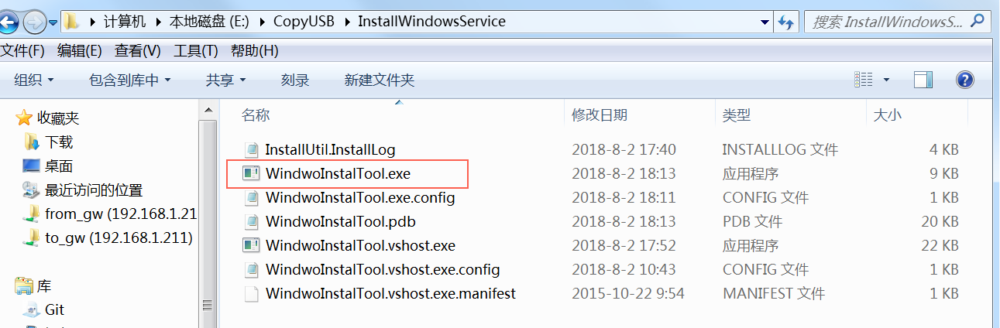 计算机 本地磁盘 (E:) CopyUSB InstallWindowsService 搜索 InstallWindowsS...
文件(F) 编辑(E) 查看(V) 工具(T) 帮助(H)
组织 包含到库中 共享 刻录 新建文件夹
收藏夹
下载
桌面
最近访问的位置
from_gw (192.168.1.21
to_gw (192.168.1.211)
库
Git
名称 修改日期 类型 大小
InstallUtil.InstallLog 2018-8-2 17:40 INSTALLLOG 文件 4 KB
WindwoInstalTool.exe 2018-8-2 18:13 应用程序 9 KB
WindwoInstalTool.exe.config 2018-8-2 18:11 CONFIG 文件 1 KB
WindwoInstalTool.pdb 2018-8-2 18:13 PDB 文件 20 KB
WindwoInstalTool.vshost.exe 2018-8-2 17:52 应用程序 22 KB
WindwoInstalTool.vshost.exe.config 2018-8-2 10:43 CONFIG 文件 1 KB
WindwoInstalTool.vshost.exe.manifest 2015-10-22 9:54 MANIFEST 文件 1 KB